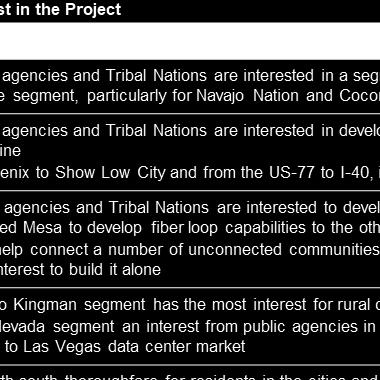 st in the Project
agencies and Tribal Nations are interested in a seg
e segment, particularly for Navajo Nation and Coco
agencies and Tribal Nations are interested in develo
ine
enix to Show Low City and from the US-77 to I-40, i
agencies and Tribal Nations are interested to devel
ed Mesa to develop fiber loop capabilities to the oth
help connect a number of unconnected communities
nterest to build it alone
o Kingman segment has the most interest for rural c
Nevada segment an interest from public agencies in
to Las Vegas data center market